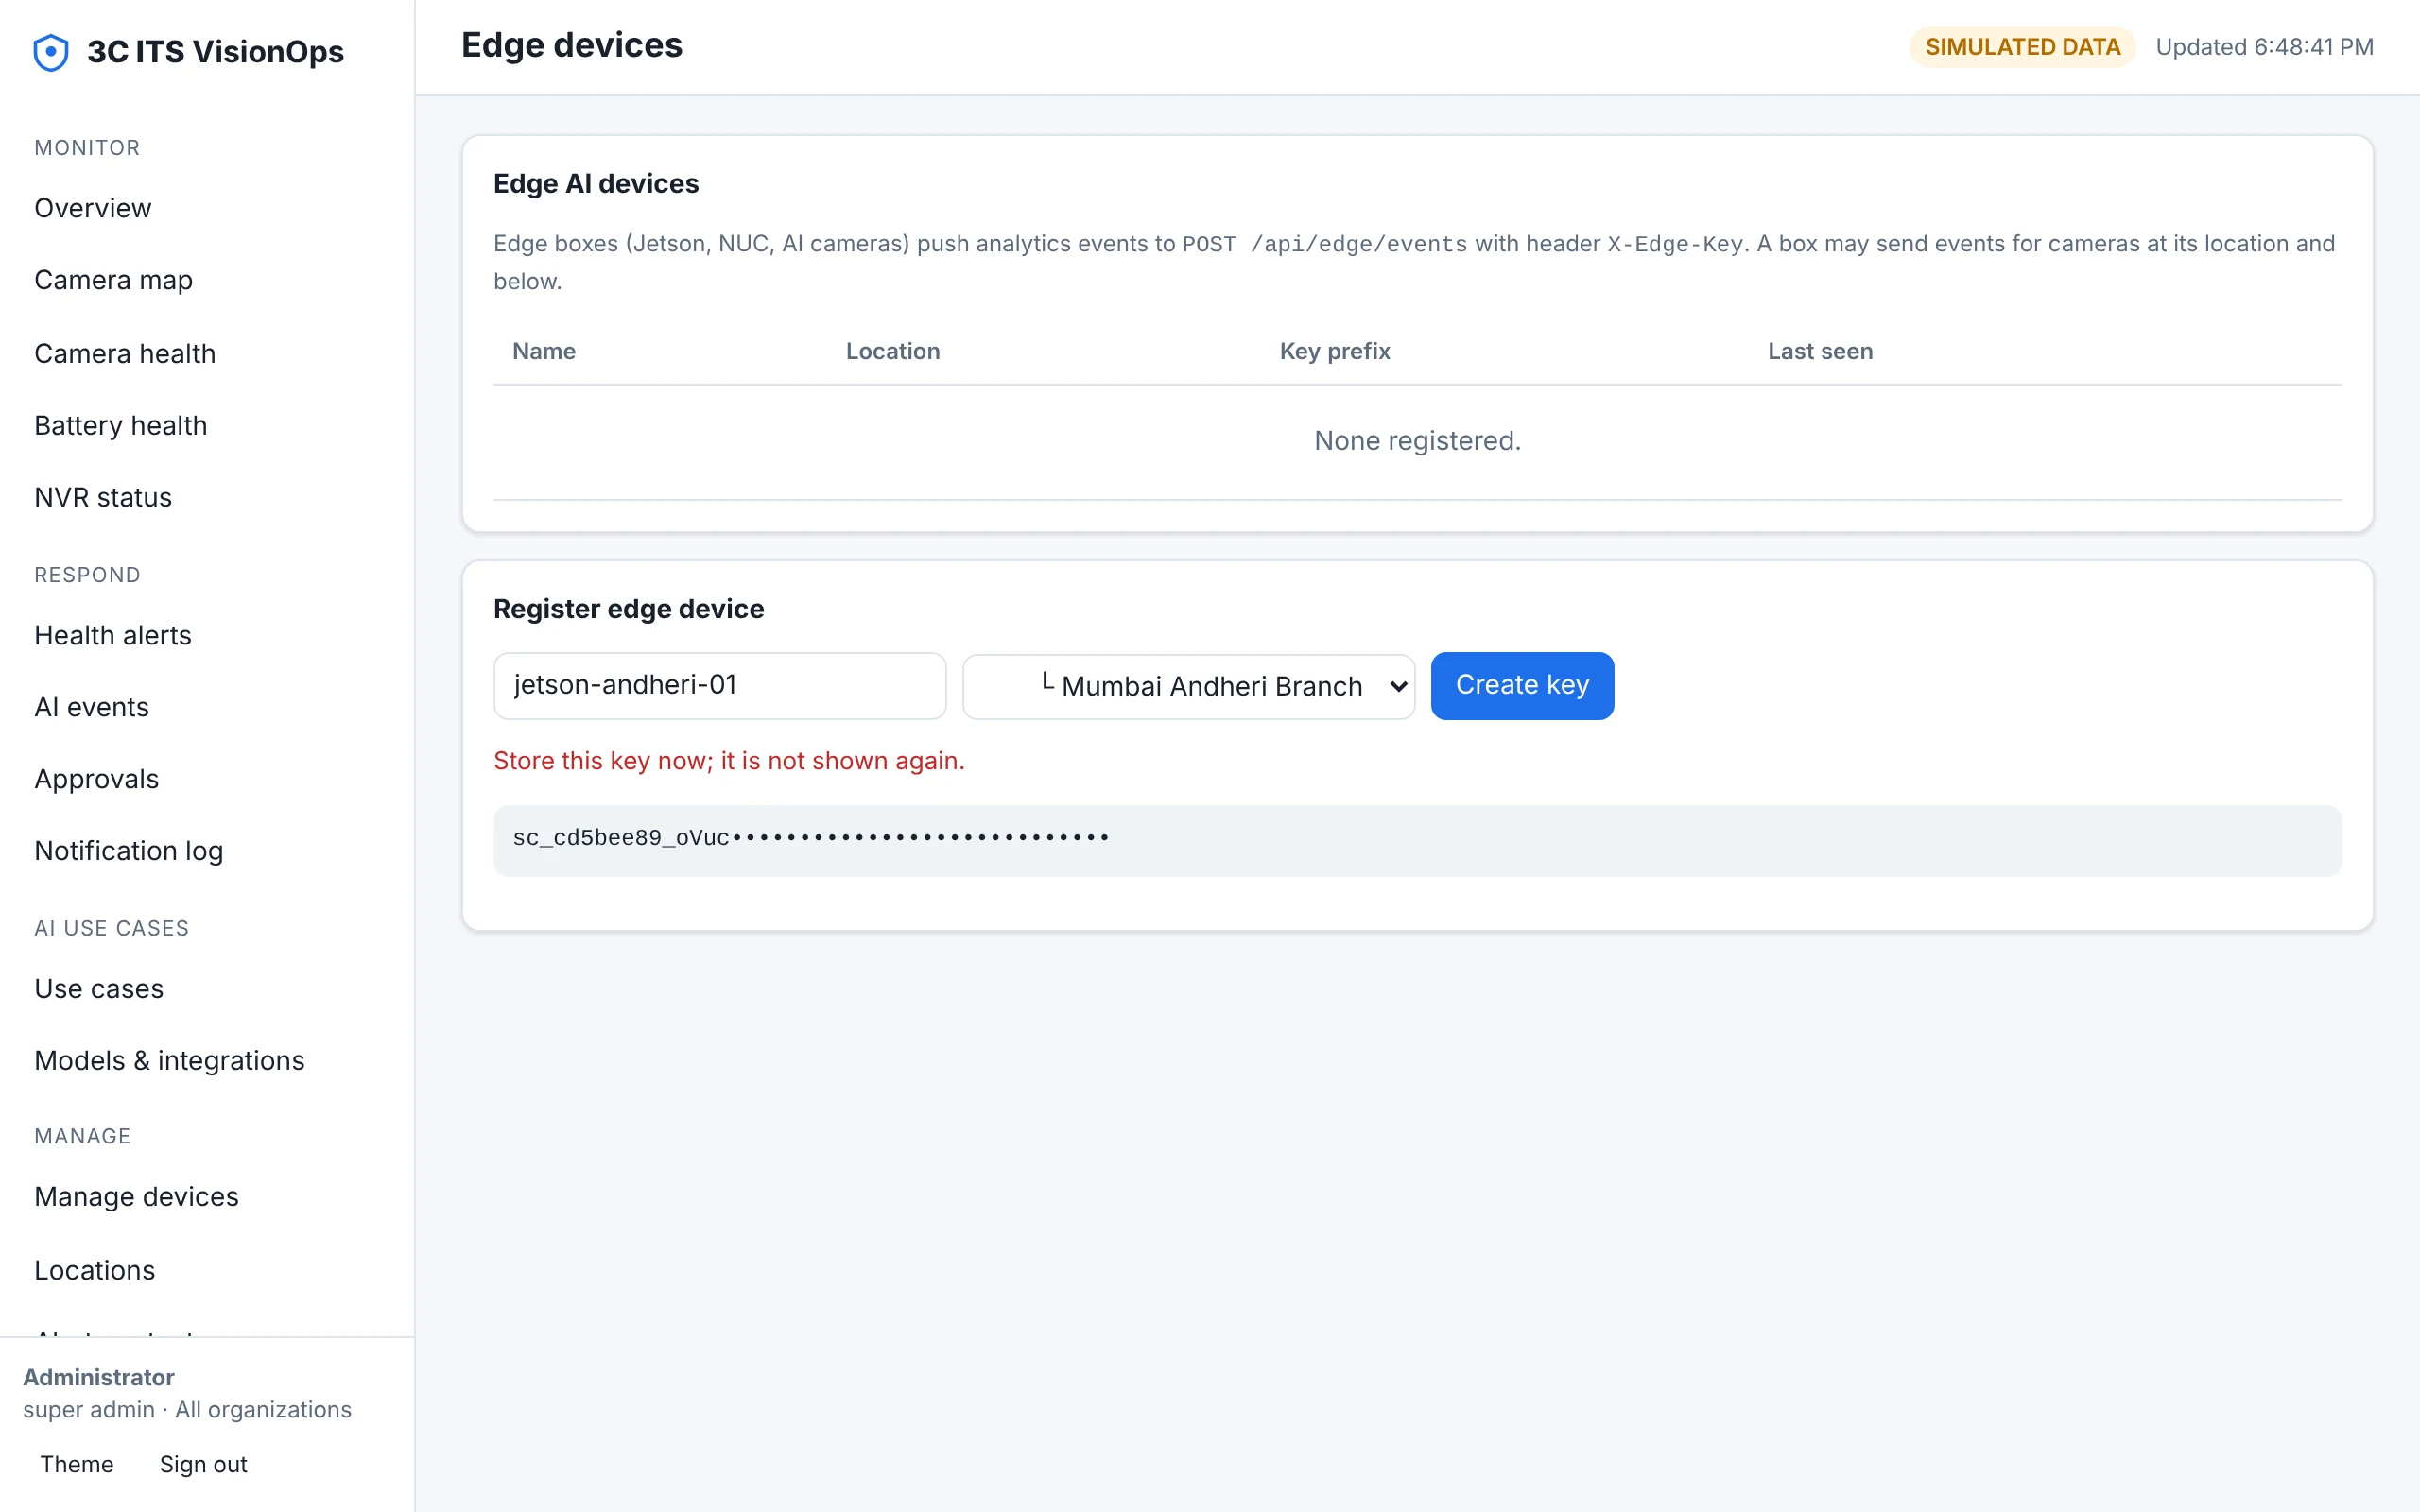 3C ITS VisionOps
MONITOR
Overview
Camera map
Camera health
Battery health
NVR status
RESPOND
Health alerts
AI events
Approvals
Notification log
AI USE CASES
Use cases
Models & integrations
MANAGE
Manage devices
Locations
Administrator
super admin · All organizations
Theme Sign out
Edge devices
SIMULATED DATA Updated 6:48:41 PM
Edge AI devices
Edge boxes (Jetson, NUC, AI cameras) push analytics events to POST /api/edge/events with header X-Edge-Key. A box may send events for cameras at its location and
below.
Name Location Key prefix Last seen
None registered.
Register edge device
jetson-andheri-01 └ Mumbai Andheri Branch Create key
Store this key now; it is not shown again.
sc_cd5bee89_oVuc••••••••••••••••••••••••••••